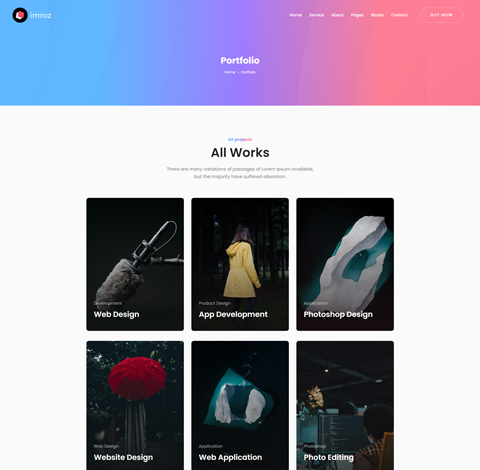 imroz
Home Service About Pages Blocks Contact BUY NOW
Portfolio
Home – Portfolio
All projects
All Works
There are many variations of passages of Lorem Ipsum available,
but the majority have suffered alteration.
Development
Web Design
Product Design
App Development
Application
Photoshop Design
Web Design
Website Design
Application
Web Application
Photoshop
Photo Editing